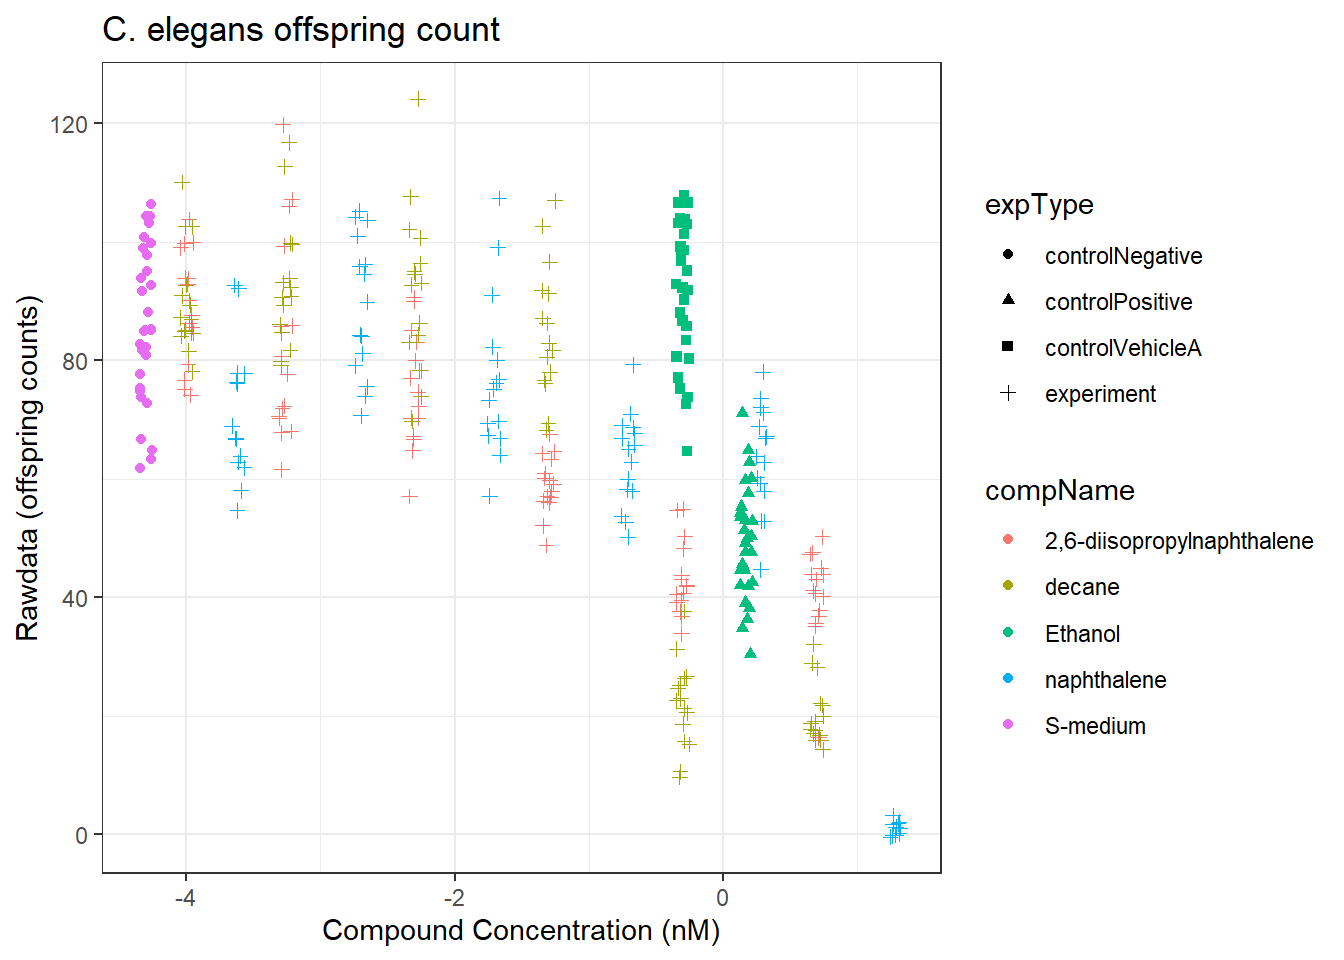 C. elegans offspring count
Rawdata (offspring counts)
120
80
40
0
-4
-2
0
Compound Concentration (nM)
expType
controlNegative
controlPositive
controlVehicleA
experiment
compName
2,6-diisopropylnaphthalene
decane
Ethanol
naphthalene
S-medium